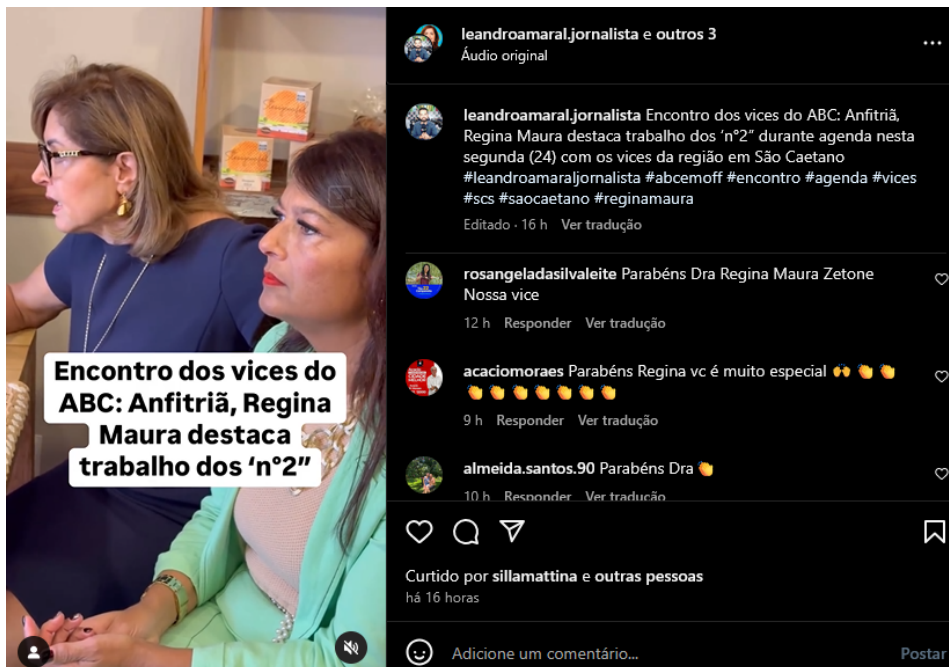 leandroamaral.jornalista e outros 3
Áudio original
leandroamaral.jornalista Encontro dos vices do ABC: Anfitriã,
Regina Maura destaca trabalho dos ‘nº2” durante agenda nesta
segunda (24) com os vices da região em São Caetano
#leandroamaraljornalista #abcemoff #encontro #agenda #vices
#scs #saocaetano #reginamaura
Editado · 16 h Ver tradução
rosangeladasilvaleite Parabéns Dra Regina Maura Zetone
Nossa vice
12 h Responder Ver tradução
acaciomoraes Parabéns Regina vc é muito especial 🙌 👏 👏
👏 👏 👏 👏 👏 👏 👏
9 h Responder Ver tradução
almeida.santos.90 Parabéns Dra 👏
10 h Responder Ver tradução
Curtido por sillamattina e outras pessoas
há 16 horas
Adicione um comentário...
Postar
Encontro dos vices do
ABC: Anfitriã, Regina
Maura destaca
trabalho dos ‘nº2”